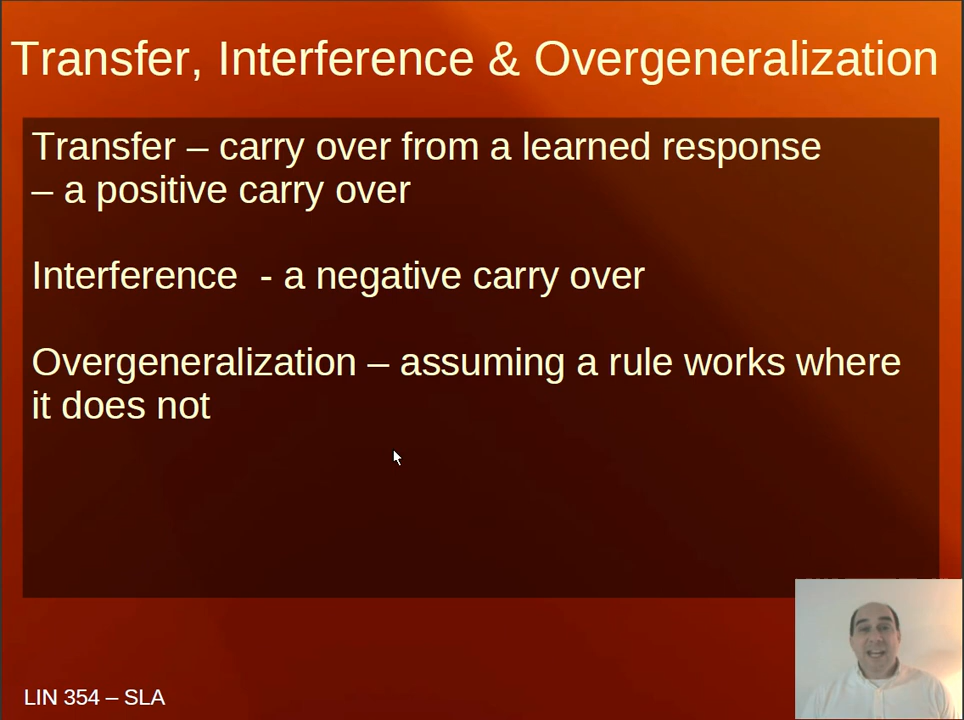 Transfer, Interference & Overgeneralization
Transfer – carry over from a learned response
– a positive carry over
Interference  - a negative carry over
Overgeneralization – assuming a rule works where
it does not
LIN 354 – SLA